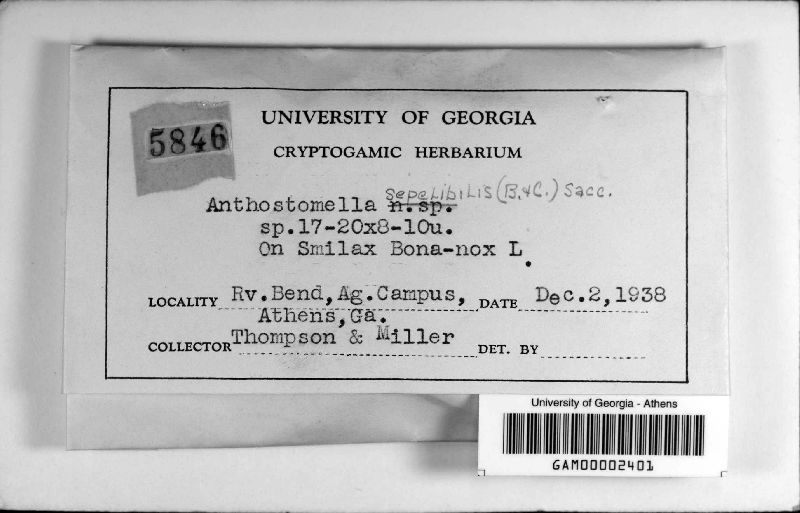 UNIVERSITY OF GEORGIA
5846
CRYPTOGAMIC HERBARIUM
sepelibilis (B.&C.) Sacc.
Anthostomella n.sp.
sp.17-20x8-10u.
On Smilax Bona-nox L.
LOCALITY Rv.Bend,Ag.Campus, DATE Dec.2,1938
Athens,Ga.
COLLECTOR Thompson & Miller DET. BY
University of Georgia - Athens
GAM00002401